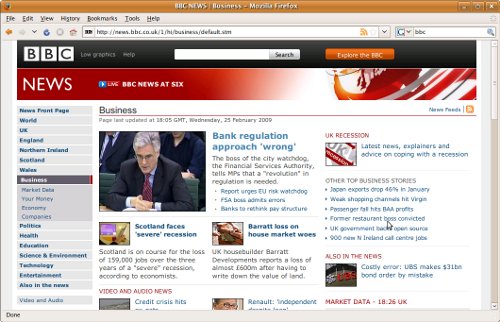 BBC NEWS | Business - Mozilla Firefox
File Edit View History Bookmarks Tools Help
http://news.bbc.co.uk/1/hi/business/default.stm
bbc
BBC
Low graphics Help
Search
Explore the BBC
NEWS
LIVE BBC NEWS AT SIX
News Front Page
World
UK
England
Northern Ireland
Scotland
Wales
Business
Market Data
Your Money
Economy
Companies
Politics
Health
Education
Science & Environment
Technology
Entertainment
Also in the news
Video and Audio
Business
News Feeds
Page last updated at 18:05 GMT, Wednesday, 25 February 2009
Bank regulation
approach 'wrong'
The boss of the city watchdog,
the Financial Services Authority,
tells MPs that a "revolution" in
regulation is needed.
Report urges EU risk watchdog
FSA boss admits errors
Banks to rethink pay structure
Scotland faces
'severe' recession
Scotland is on course for the loss
of 159,000 jobs over the three
years of a "severe" recession,
according to economists.
Barratt loss on
house market woes
UK housebuilder Barratt
Developments reports a loss of
almost £600m after having to
write down the value of land.
VIDEO AND AUDIO NEWS
Credit crisis hits
Renault: 'independent
UK RECESSION
Latest news, explainers and
advice on coping with a recession
OTHER TOP BUSINESS STORIES
Japan exports drop 46% in January
Weak shopping channels hit Virgin
Passenger fall hits BAA profits
Former restaurant boss convicted
UK government backs open source
900 new N Ireland call centre jobs
ALSO IN THE NEWS
Costly error: UBS makes $31bn
bond order by mistake
MARKET DATA - 18:26 UK
Done